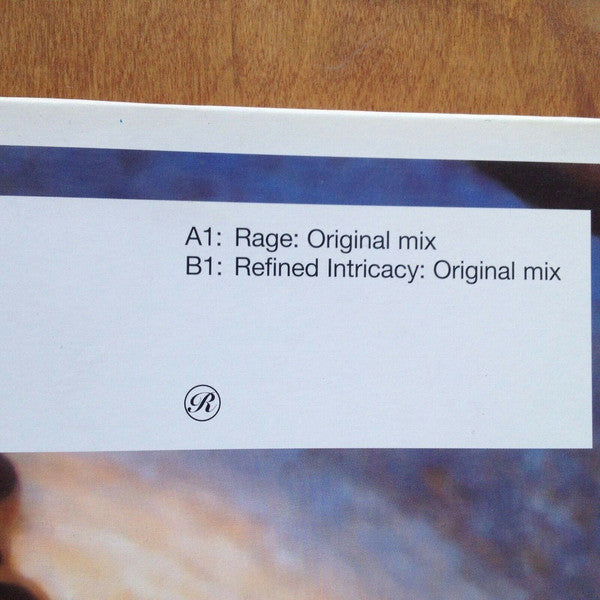 A1: Rage: Original mix
B1: Refined Intricacy: Original mix
R